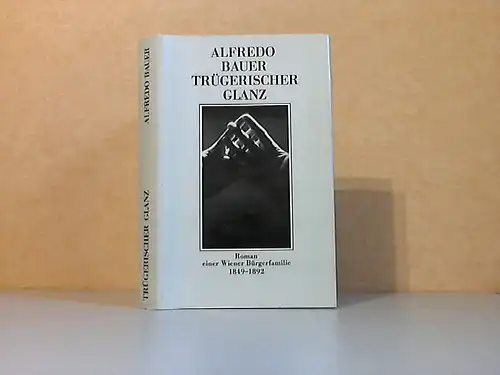 ALFREDO BAUER
TRÜGERISCHER GLANZ
ALFREDO
BAUER
TRÜGERISCHER
GLANZ
Roman
einer Wiener Bürgerfamilie
1849-1892